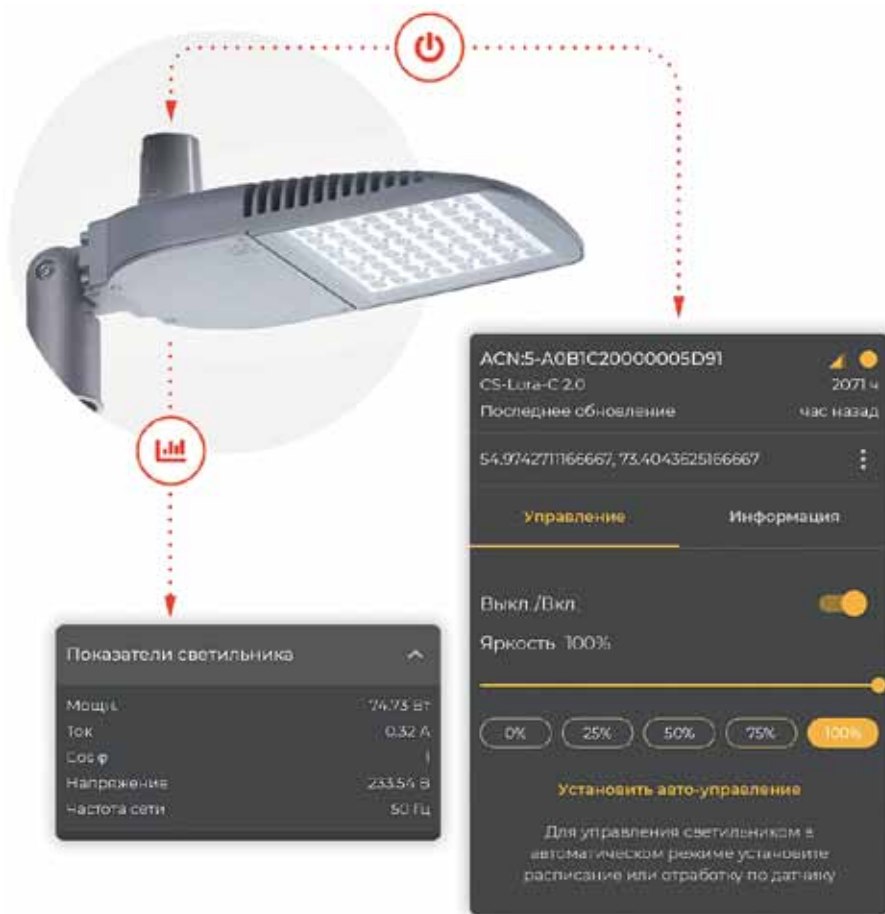 ACN:5-A0B1C20000005D91
CS-Lora-C 2.0 2071 ч
Последнее обновление час назад
54.9742711166667, 73.4043625166667
Управление Информация
Выкл./Вкл.
Яркость 100%
0% 25% 50% 75% 100%
Установить авто-управление
Для управления светильником в
автоматическом режиме установите
расписание или отработку по датчику
Показатели светильника
Мощн. 74.73 Вт
Ток 0.32 А
Cos φ 1
Напряжение 233.54 В
Частота сети 50 Гц